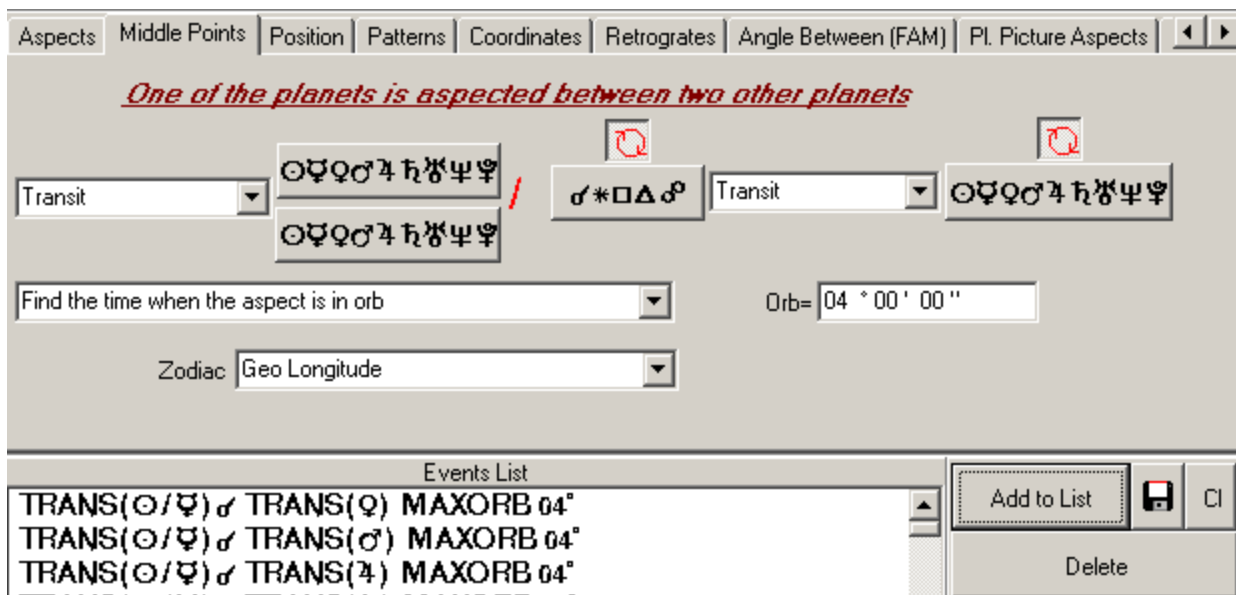 Aspects Middle Points Position Patterns Coordinates Retrogrates Angle Between (FAM) Pl. Picture Aspects
One of the planets is aspected between two other planets
☉☿♀♂♃♄♅♆♇
Transit / ☌⚹□△☍ Transit ☉☿♀♂♃♄♅♆♇
☉☿♀♂♃♄♅♆♇
Find the time when the aspect is in orb Orb= 04 ° 00 ' 00 "
Zodiac Geo Longitude
Events List
TRANS(☉/☿)☌ TRANS(♀) MAXORB 04° Add to List Cl
TRANS(☉/☿)☌ TRANS(♂) MAXORB 04°
TRANS(☉/☿)☌ TRANS(♃) MAXORB 04° Delete